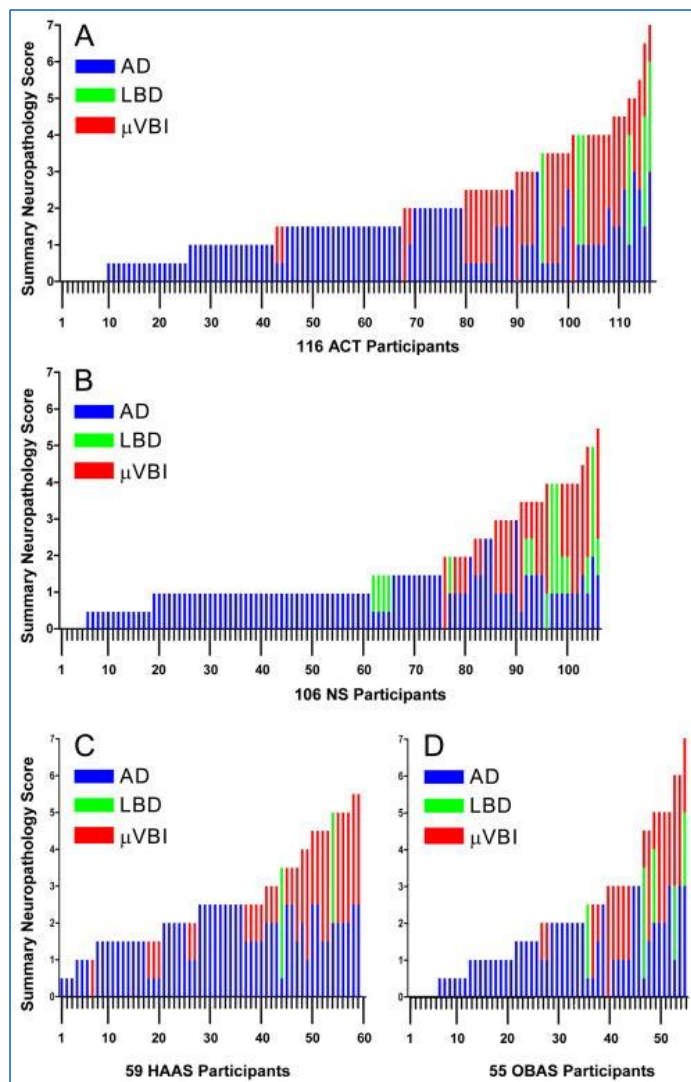 A
AD
LBD
µVBI
7
6
5
4
3
2
1
0
Summary Neuropathology Score
1 10 20 30 40 50 60 70 80 90 100 110
116 ACT Participants
B
AD
LBD
µVBI
7
6
5
4
3
2
1
0
Summary Neuropathology Score
1 10 20 30 40 50 60 70 80 90 100
106 NS Participants
C
AD
LBD
µVBI
7
6
5
4
3
2
1
0
Summary Neuropathology Score
1 10 20 30 40 50 60
59 HAAS Participants
D
AD
LBD
µVBI
7
6
5
4
3
2
1
0
1 10 20 30 40 50
55 OBAS Participants